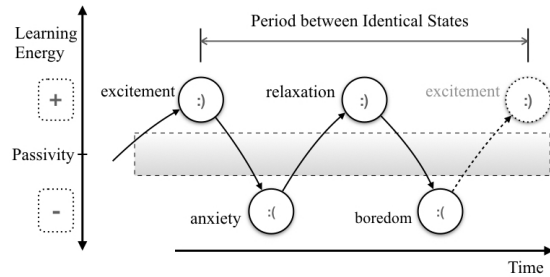 Learning
Energy
Period between Identical States
excitement
:)
relaxation
:)
excitement
:)
+
Passivity
-
anxiety
:(
boredom
:(
Time